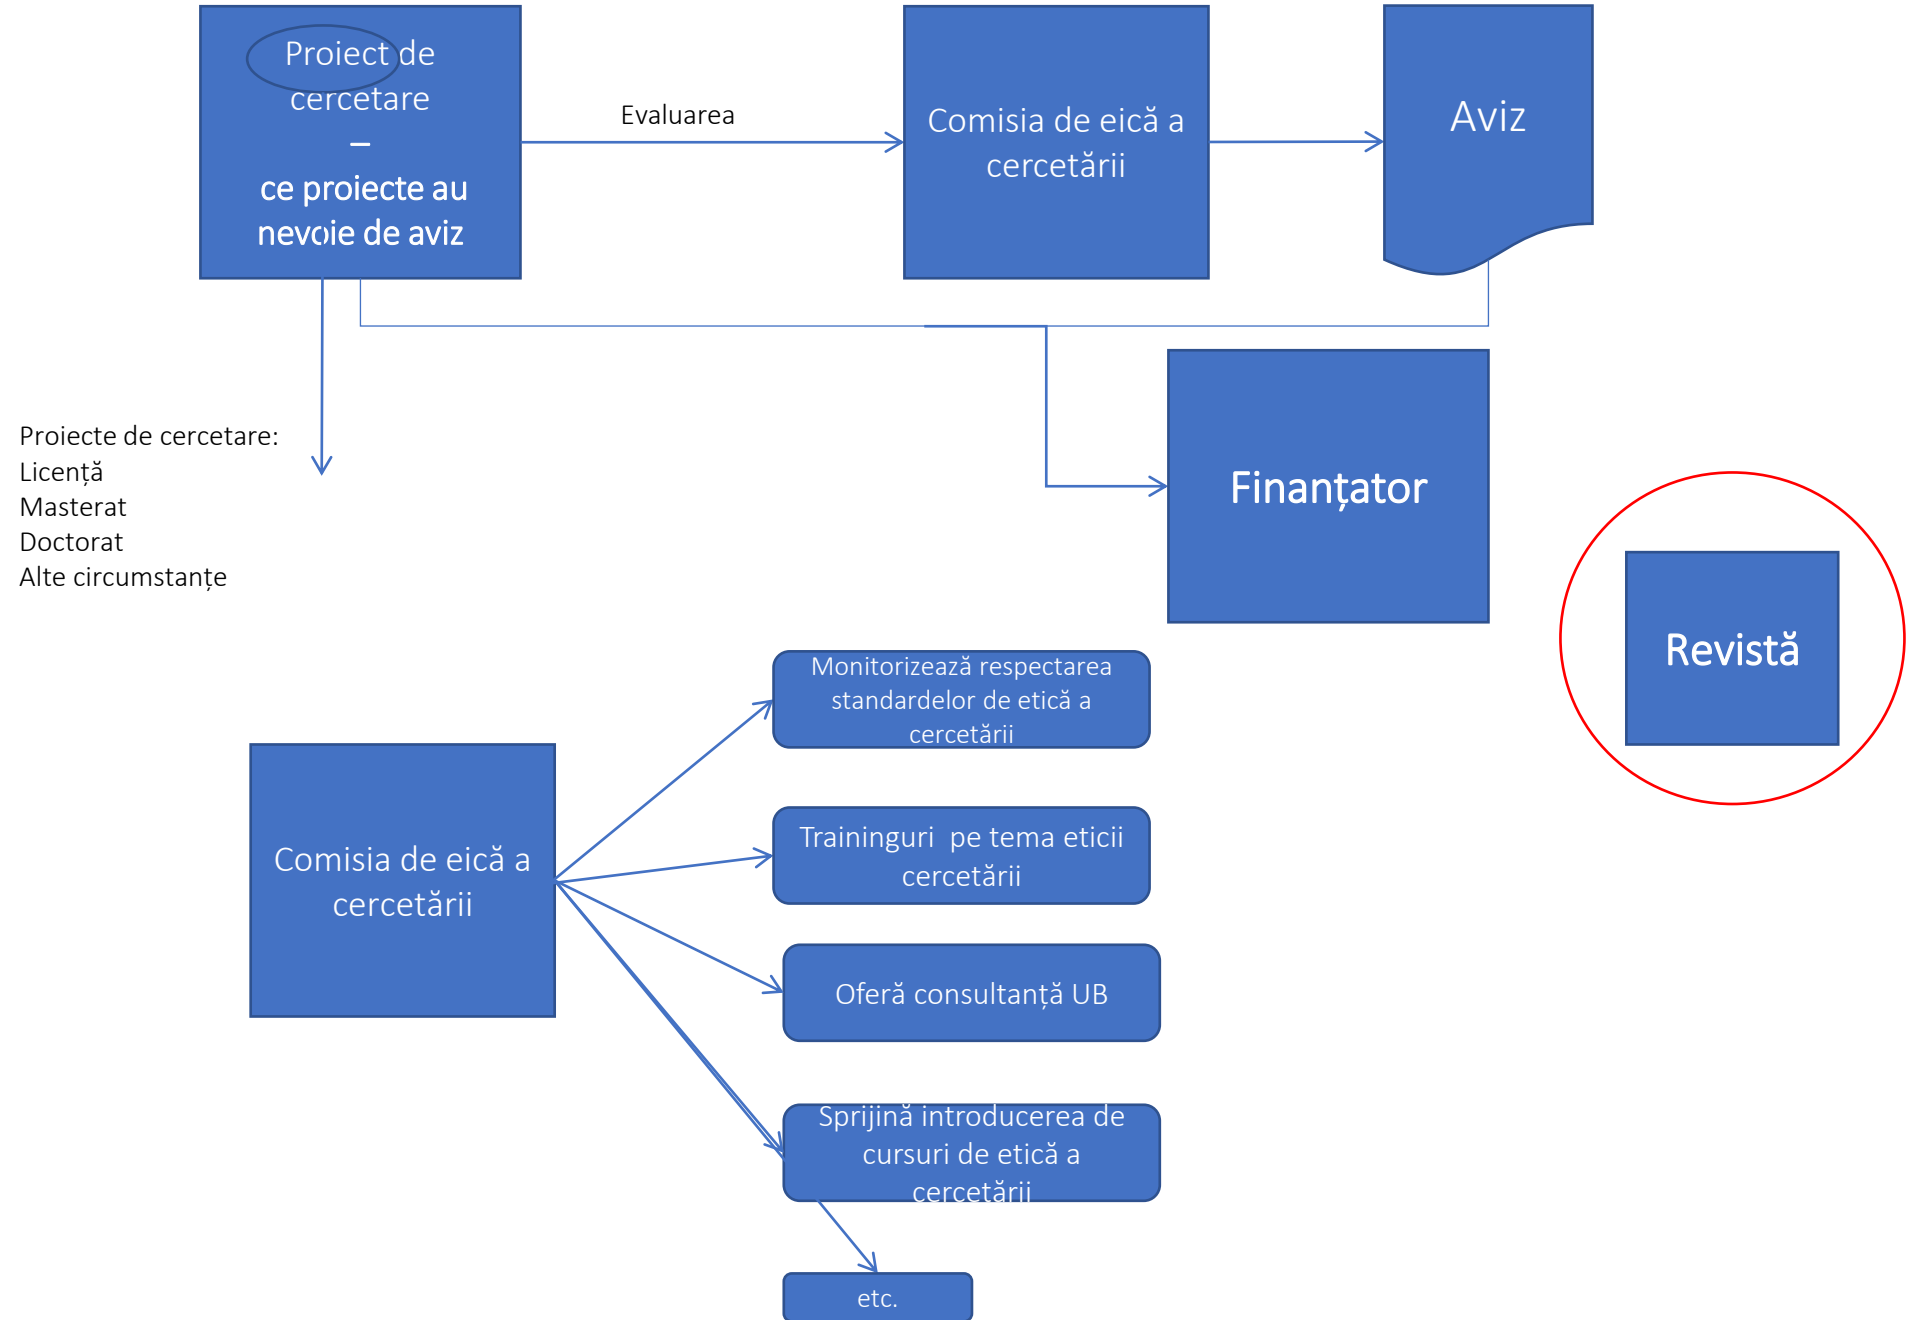 Proiect de
cercetare
–
ce proiecte au
nevoie de aviz
Evaluarea
Comisia de eică a
cercetării
Aviz
Finanțator
Proiecte de cercetare:
Licență
Masterat
Doctorat
Alte circumstanțe
Revistă
Comisia de eică a
cercetării
Monitorizează respectarea
standardelor de etică a
cercetării
Traininguri  pe tema eticii
cercetării
Oferă consultanță UB
Sprijină introducerea de
cursuri de etică a
cercetării
etc.